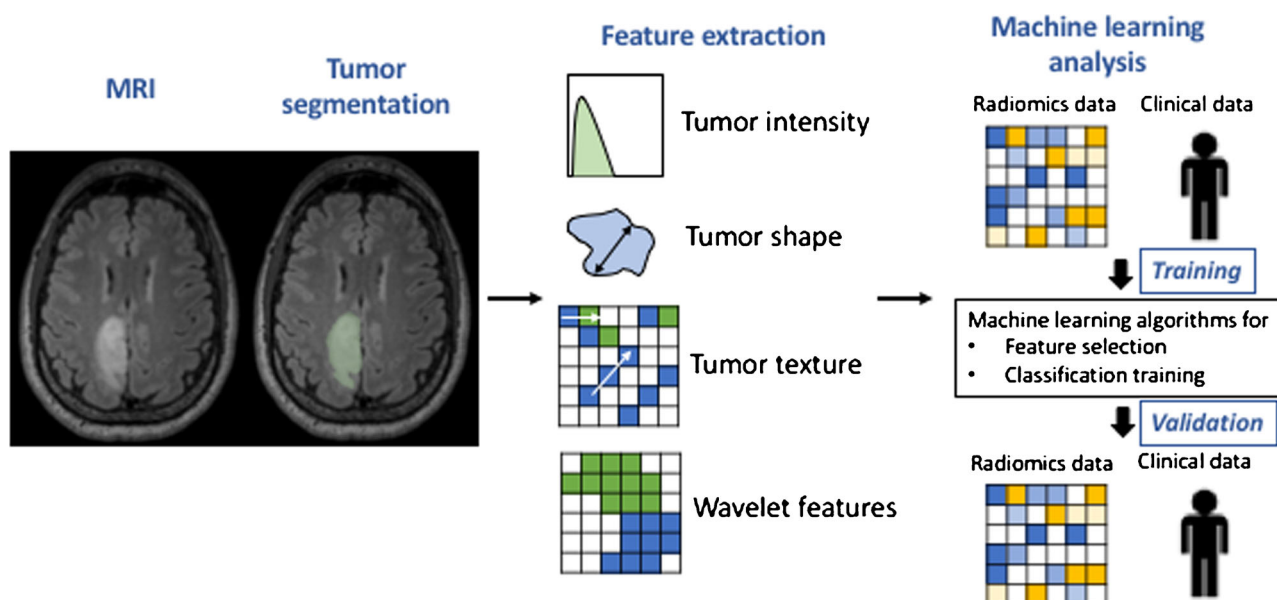 MRI
Tumor
segmentation
Feature extraction
Tumor intensity
Tumor shape
Tumor texture
Wavelet features
Machine learning
analysis
Radiomics data
Clinical data
Training
Machine learning algorithms for
• Feature selection
• Classification training
Validation
Radiomics data
Clinical data